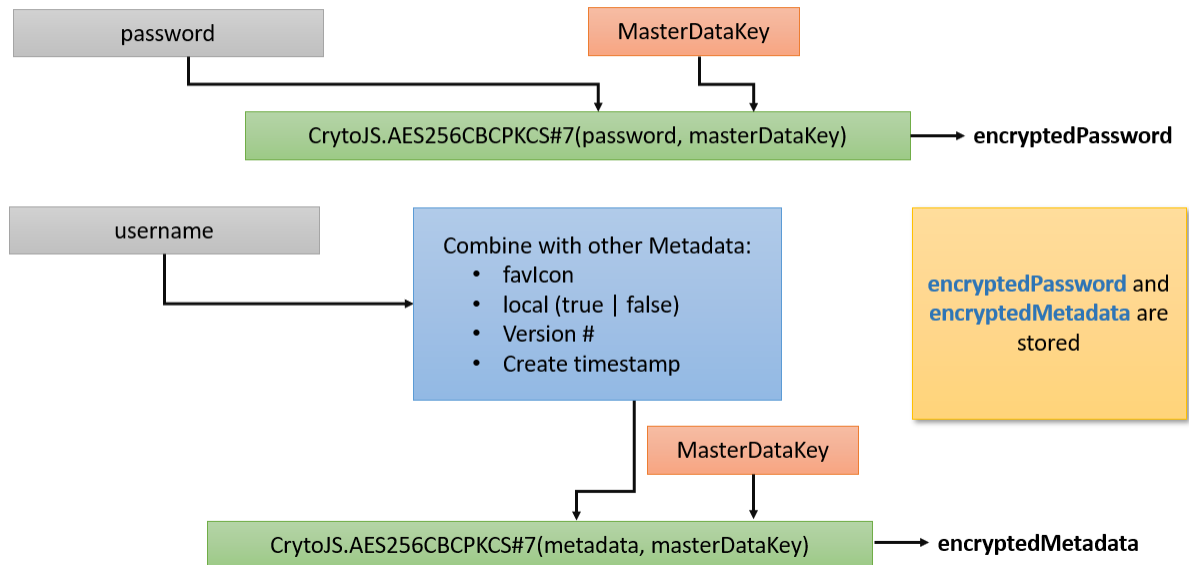 password
MasterDataKey
CrytoJS.AES256CBCPKCS#7(password, masterDataKey)
encryptedPassword
username
Combine with other Metadata:
• favIcon
• local (true | false)
• Version #
• Create timestamp
encryptedPassword and
encryptedMetadata are
stored
MasterDataKey
CrytoJS.AES256CBCPKCS#7(metadata, masterDataKey)
encryptedMetadata